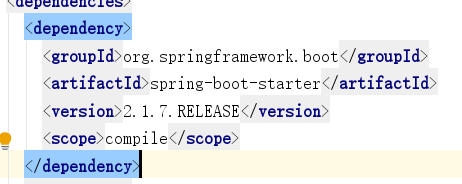 <dependencies>
<dependency>
<groupId>org.springframework.boot</groupId>
<artifactId>spring-boot-starter</artifactId>
<version>2.1.7.RELEASE</version>
<scope>compile</scope>
</dependency>